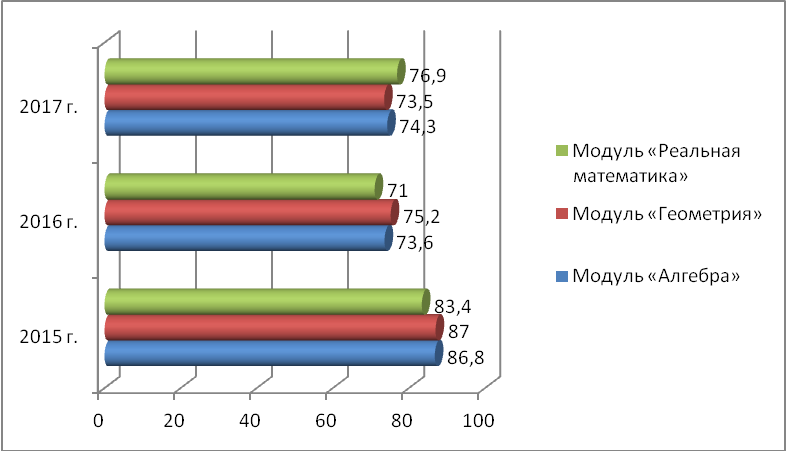 2017 г.
76,9
73,5
74,3
2016 г.
71
75,2
73,6
2015 г.
83,4
87
86,8
0 20 40 60 80 100
Модуль «Реальная
математика»
Модуль «Геометрия»
Модуль «Алгебра»